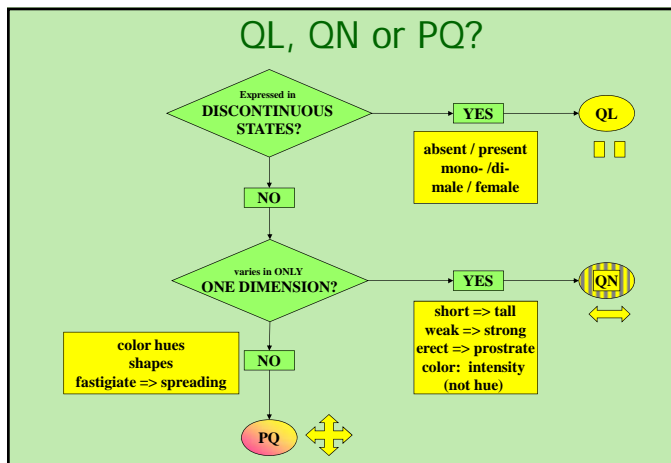 QL, QN or PQ?
Expressed in
DISCONTINUOUS
STATES?
YES
QL
absent / present
mono- /di-
male / female
NO
varies in ONLY
ONE DIMENSION?
YES
QN
short => tall
weak => strong
erect => prostrate
color: intensity
(not hue)
color hues
shapes
fastigiate => spreading
NO
PQ